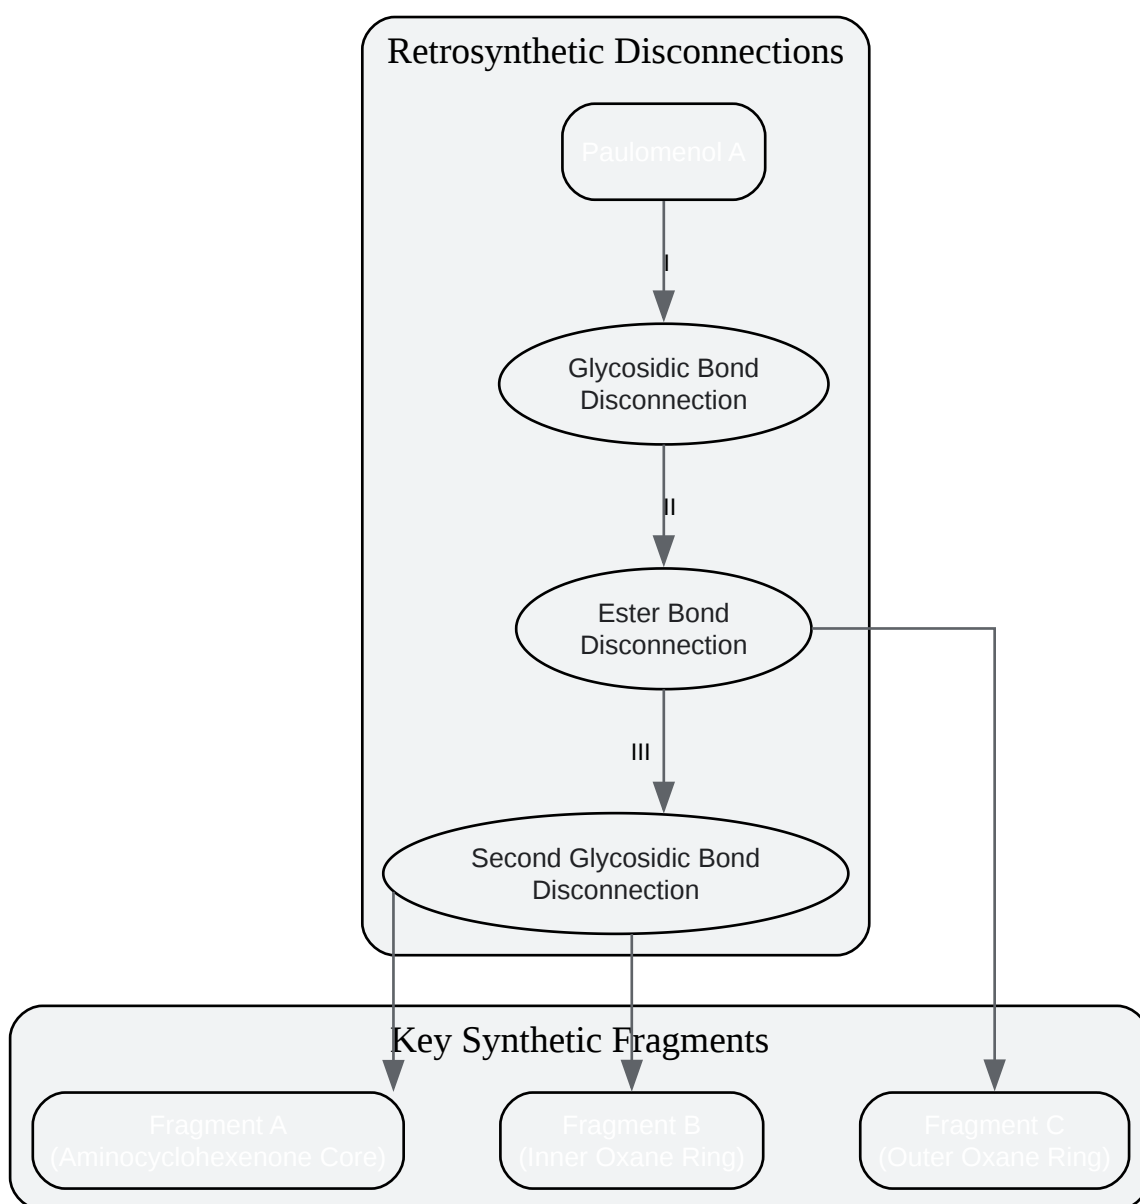 Retrosynthetic Disconnections
Paulomenol A
I
Glycosidic Bond
Disconnection
II
Ester Bond
Disconnection
III
Second Glycosidic Bond
Disconnection
Key Synthetic Fragments
Fragment A
(Aminocyclohexenone Core)
Fragment B
(Inner Oxane Ring)
Fragment C
(Outer Oxane Ring)